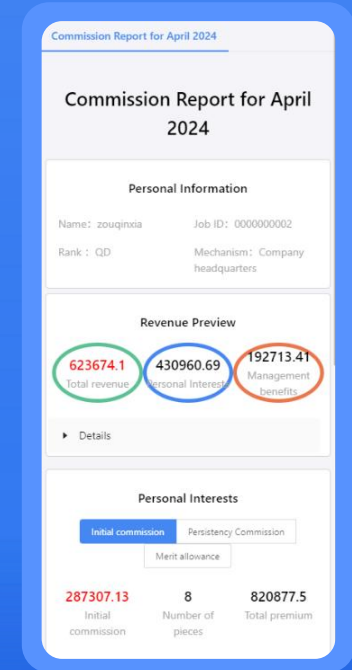 Commission Report for April 2024
Commission Report for April
2024
Personal Information
Name：zouqinxia
Job ID：0000000002
Rank：QD
Mechanism：Company
headquarters
Revenue Preview
623674.1
430960.69
192713.41
Total revenue
Personal Interests
Management
benefits
Details
Personal Interests
Initial commission
Persistency Commission
Merit allowance
287307.13
8
820877.5
Initial
commission
Number of
pieces
Total premium